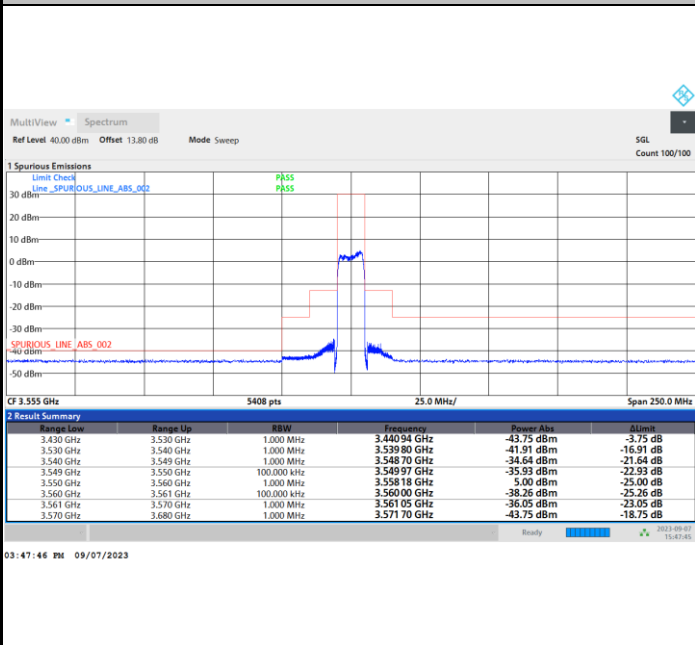 MultiView Spectrum
Ref Level 40.00 dBm Offset 13.80 dB Mode Sweep SGL
Count 100/100
1 Spurious Emissions
Limit Check PASS
Line _SPURIOUS_LINE_ABS_002 PASS
30 dBm
20 dBm
10 dBm
0 dBm
-10 dBm
-20 dBm
-30 dBm
_SPURIOUS_LINE_ABS_002
-40 dBm
-50 dBm
CF 3.555 GHz 5408 pts 25.0 MHz/ Span 250.0 MHz
2 Result Summary
Range Low Range Up RBW Frequency Power Abs ΔLimit
3.430 GHz 3.530 GHz 1.000 MHz 3.440 94 GHz -43.75 dBm -3.75 dB
3.530 GHz 3.540 GHz 1.000 MHz 3.539 80 GHz -41.91 dBm -16.91 dB
3.540 GHz 3.549 GHz 1.000 MHz 3.548 70 GHz -34.64 dBm -21.64 dB
3.549 GHz 3.550 GHz 100.000 kHz 3.549 97 GHz -35.93 dBm -22.93 dB
3.550 GHz 3.560 GHz 1.000 MHz 3.558 18 GHz 5.00 dBm -25.00 dB
3.560 GHz 3.561 GHz 100.000 kHz 3.560 00 GHz -38.26 dBm -25.26 dB
3.561 GHz 3.570 GHz 1.000 MHz 3.561 05 GHz -36.05 dBm -23.05 dB
3.570 GHz 3.680 GHz 1.000 MHz 3.571 70 GHz -43.75 dBm -18.75 dB
Ready 2023-09-07
15:47:45
03:47:46 PM 09/07/2023